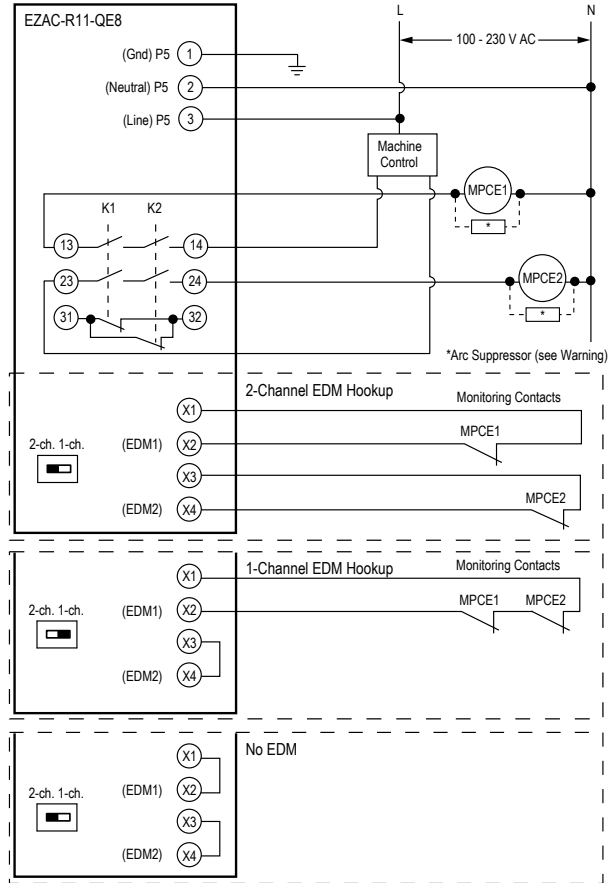 EZAC-R11-QE8
L
N
100 - 230 V AC
(Gnd) P5 1
(Neutral) P5 2
(Line) P5 3
Machine
Control
MPCE1
*
K1 K2
13 14
23 24
MPCE2
*
31 32
*Arc Suppressor (see Warning)
2-Channel EDM Hookup
Monitoring Contacts
X1
MPCE1
2-ch. 1-ch.
(EDM1) X2
X3
MPCE2
(EDM2) X4
1-Channel EDM Hookup
Monitoring Contacts
X1
MPCE1 MPCE2
2-ch. 1-ch.
(EDM1) X2
X3
(EDM2) X4
No EDM
X1
2-ch. 1-ch.
(EDM1) X2
X3
(EDM2) X4